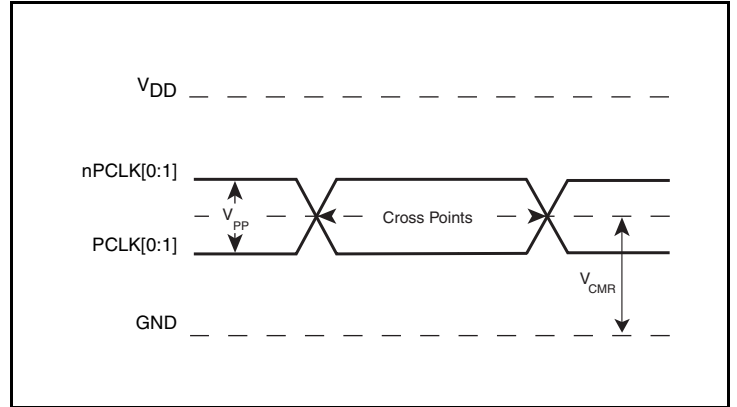 VDD
nPCLK[0:1]
VPP
Cross Points
PCLK[0:1]
VCMR
GND